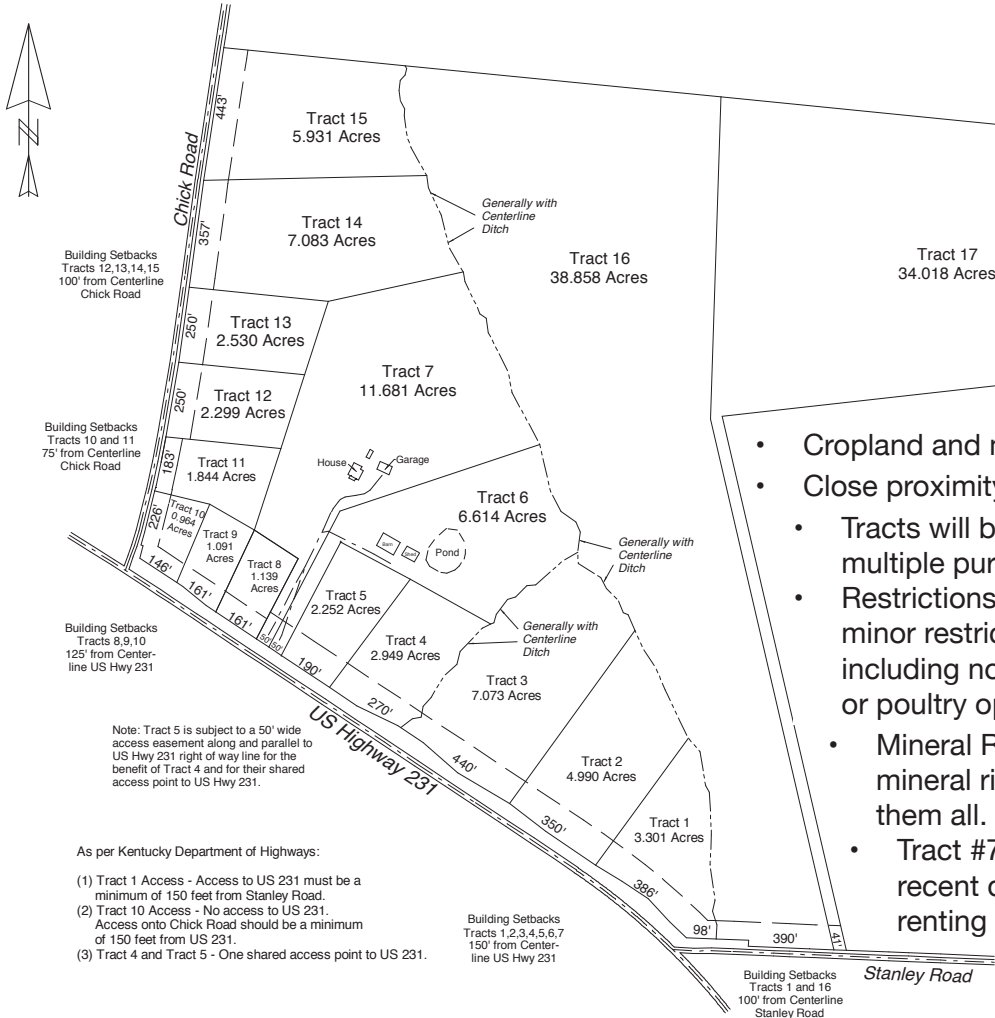 N
Chick Road
443'
357'
250'
250'
183'
226'
Tract 15
5.931 Acres
Tract 14
7.083 Acres
Generally with
Centerline
Ditch
Tract 16
38.858 Acres
Tract 17
34.018 Acres
Building Setbacks
Tracts 12,13,14,15
100' from Centerline
Chick Road
Tract 13
2.530 Acres
Tract 7
11.681 Acres
Tract 12
2.299 Acres
Building Setbacks
Tracts 10 and 11
75' from Centerline
Chick Road
Tract 11
1.844 Acres
House
Garage
Tract 6
6.614 Acres
Tract 10
0.964
Acres
Tract 9
1.091
Acres
Tract 8
1.139
Acres
Barn
Shed
Pond
Generally with
Centerline
Ditch
Tract 5
2.252 Acres
Generally with
Centerline
Ditch
Tract 4
2.949 Acres
Tract 3
7.073 Acres
Tract 2
4.990 Acres
Tract 1
3.301 Acres
146'
161'
161'
50'
50'
190'
270'
440'
350'
386'
98'
390'
41'
US Highway 231
Stanley Road
Building Setbacks
Tracts 8,9,10
125' from Center-
line US Hwy 231
Note: Tract 5 is subject to a 50' wide
access easement along and parallel to
US Hwy 231 right of way line for the
benefit of Tract 4 and for their shared
access point to US Hwy 231.
As per Kentucky Department of Highways:
(1) Tract 1 Access - Access to US 231 must be a
minimum of 150 feet from Stanley Road.
(2) Tract 10 Access - No access to US 231.
Access onto Chick Road should be a minimum
of 150 feet from US 231.
(3) Tract 4 and Tract 5 - One shared access point to US 231.
Building Setbacks
Tracts 1,2,3,4,5,6,7
150' from Center-
line US Hwy 231
Building Setbacks
Tracts 1 and 16
100' from Centerline
Stanley Road
• Cropland and
• Close proximity
• Tracts will b
multiple pur
• Restrictions
minor restric
including no
or poultry op
• Mineral R
mineral ri
them all.
• Tract #7
recent
renting